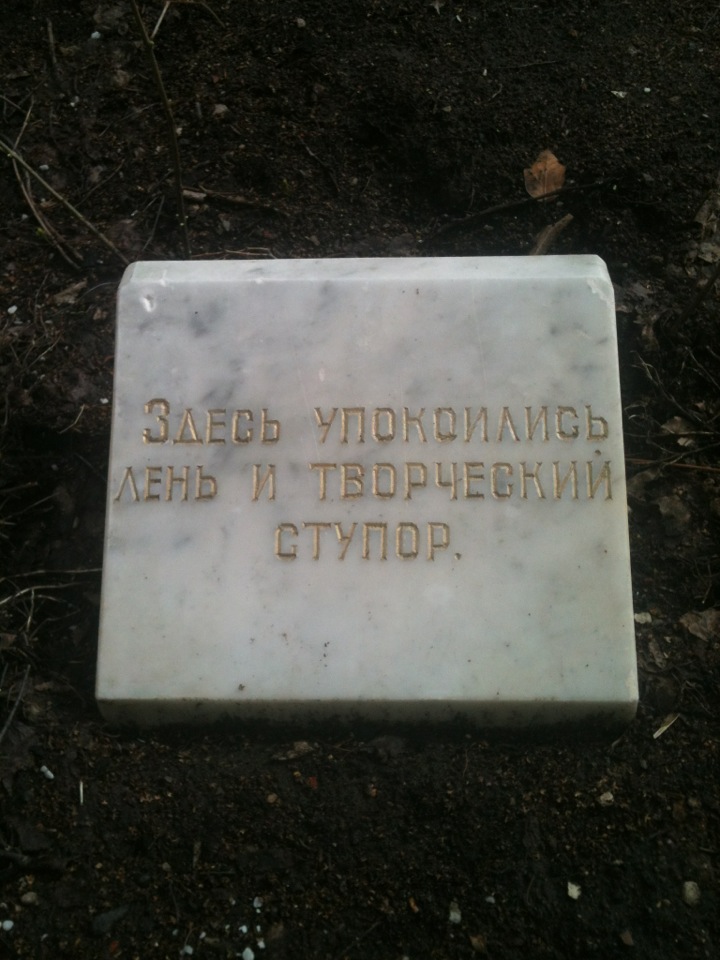 Здесь упокоились
лень и творческий
ступор.